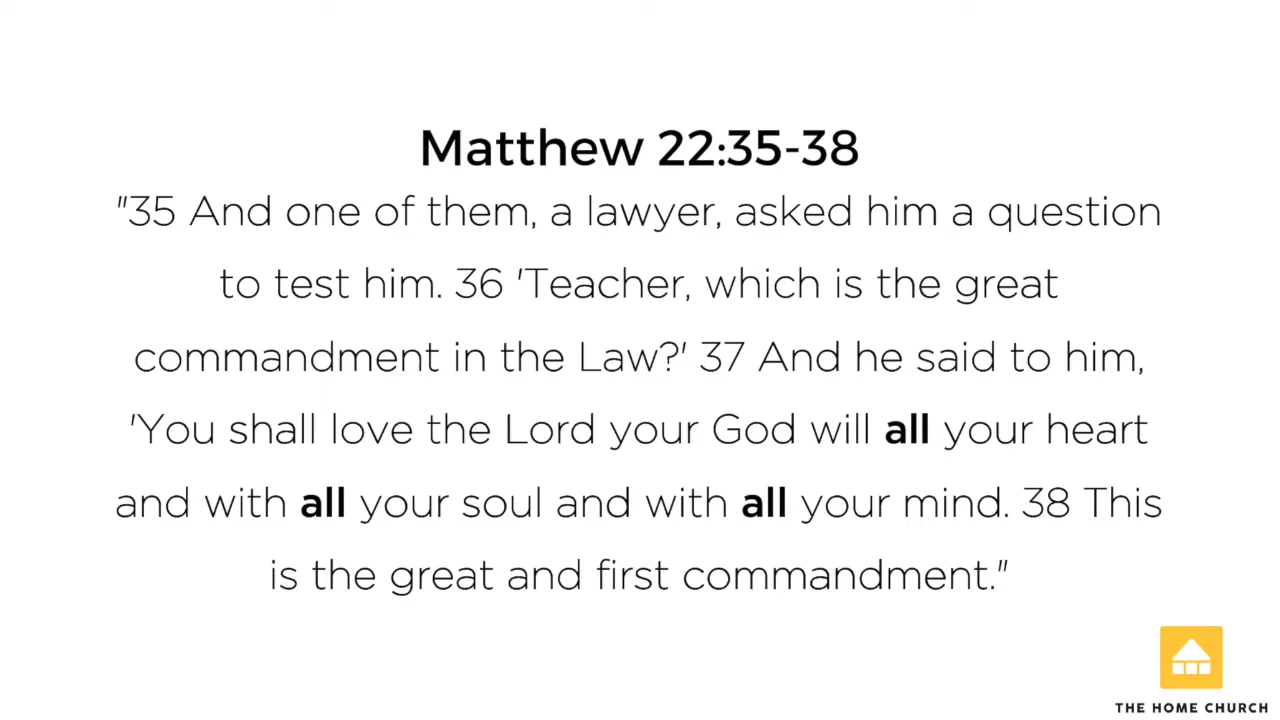 Matthew 22:35-38
"35 And one of them, a lawyer, asked him a question
to test him. 36 'Teacher, which is the great
commandment in the Law?' 37 And he said to him,
'You shall love the Lord your God will all your heart
and with all your soul and with all your mind. 38 This
is the great and first commandment."
THE HOME CHURCH